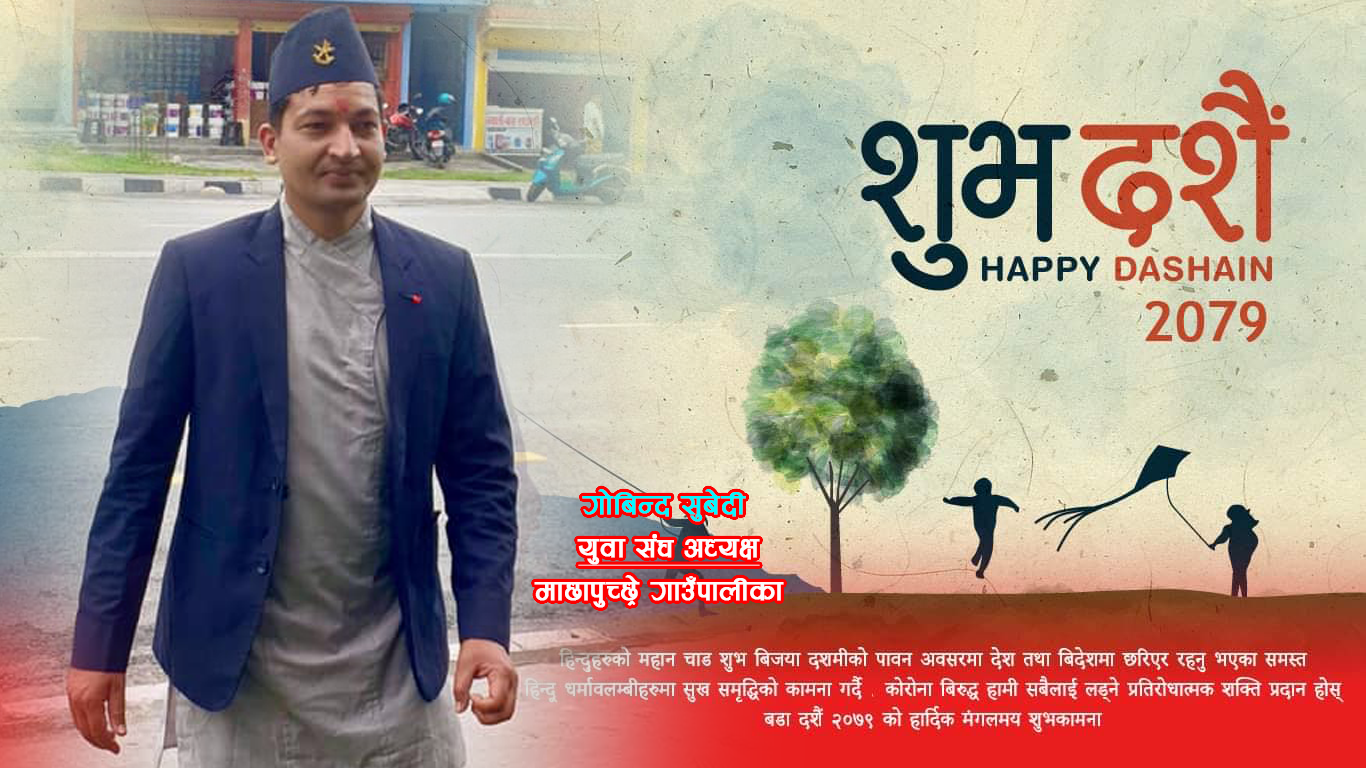 शुभ दशैं
HAPPY DASHAIN
2079
गोबिन्द सुबेदी
युवा संघ अध्यक्ष
माछापुच्छ्रे गाउँपालीका
हिन्दुहरुको महान चाड शुभ बिजया दशमीको पावन अवसरमा देश तथा बिदेशमा छरिएर रहनु भएका समस्त
हिन्दू धर्मावलम्बीहरुमा सुख समृद्धिको कामना गर्दै . कोरोना बिरुद्ध हामी सबैलाई लड्ने प्रतिरोधात्मक शक्ति प्रदान होस्
बडा दशैं २०७९ को हार्दिक मंगलमय शुभकामना